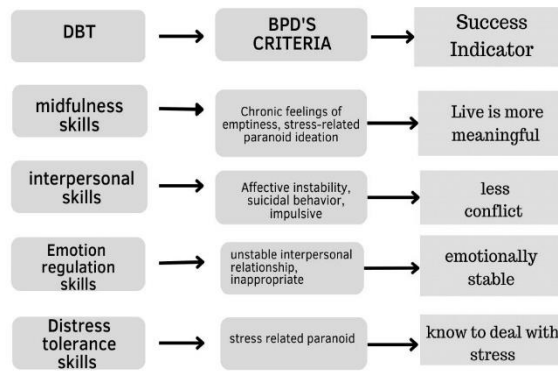 DBT
BPD'S
CRITERIA
Success
Indicator
midfulness
skills
Chronic feelings of
emptiness, stress-related
paranoid ideation
Live is more
meaningful
interpersonal
skills
Affective instability,
suicidal behavior,
impulsive
less
conflict
Emotion
regulation
skills
unstable interpersonal
relationship,
inappropriate
emotionally
stable
Distress
tolerance
skills
stress related paranoid
know to deal with
stress